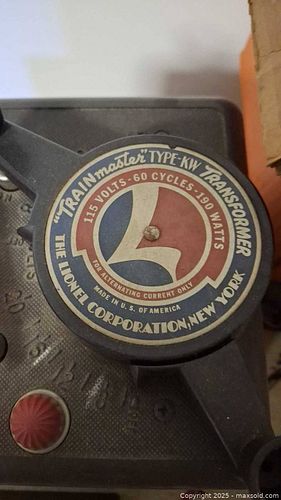 "TRAINmaster" TYPE-KW TRANSFORMER
115 VOLTS-60 CYCLES-190 WATTS
L
FOR ALTERNATING CURRENT ONLY
MADE IN U.S. OF AMERICA
THE LIONEL CORPORATION, NEW YORK
Copyright © 2025 - maxsold.com